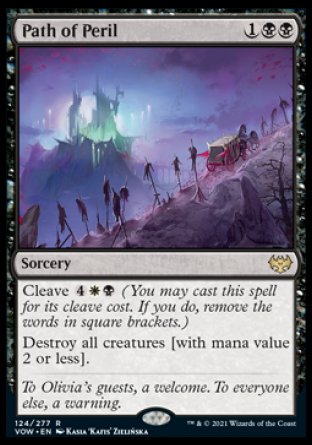 Path of Peril 1
Sorcery
Cleave 4 (You may cast this spell
for its cleave cost. If you do, remove the
words in square brackets.)
Destroy all creatures [with mana value
2 or less].
To Olivia's guests, a welcome. To everyone
else, a warning.
124/277 R
VOW • EN Kasia 'Kafis' Zielińska
™ & © 2021 Wizards of the Coast